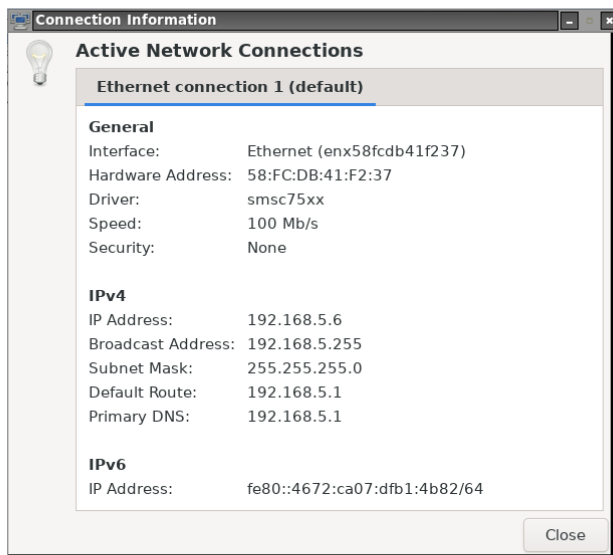 Connection Information
Active Network Connections
Ethernet connection 1 (default)
General
Interface: Ethernet (enx58fcdb41f237)
Hardware Address: 58:FC:DB:41:F2:37
Driver: smsc75xx
Speed: 100 Mb/s
Security: None
IPv4
IP Address: 192.168.5.6
Broadcast Address: 192.168.5.255
Subnet Mask: 255.255.255.0
Default Route: 192.168.5.1
Primary DNS: 192.168.5.1
IPv6
IP Address: fe80::4672:ca07:dfb1:4b82/64
Close